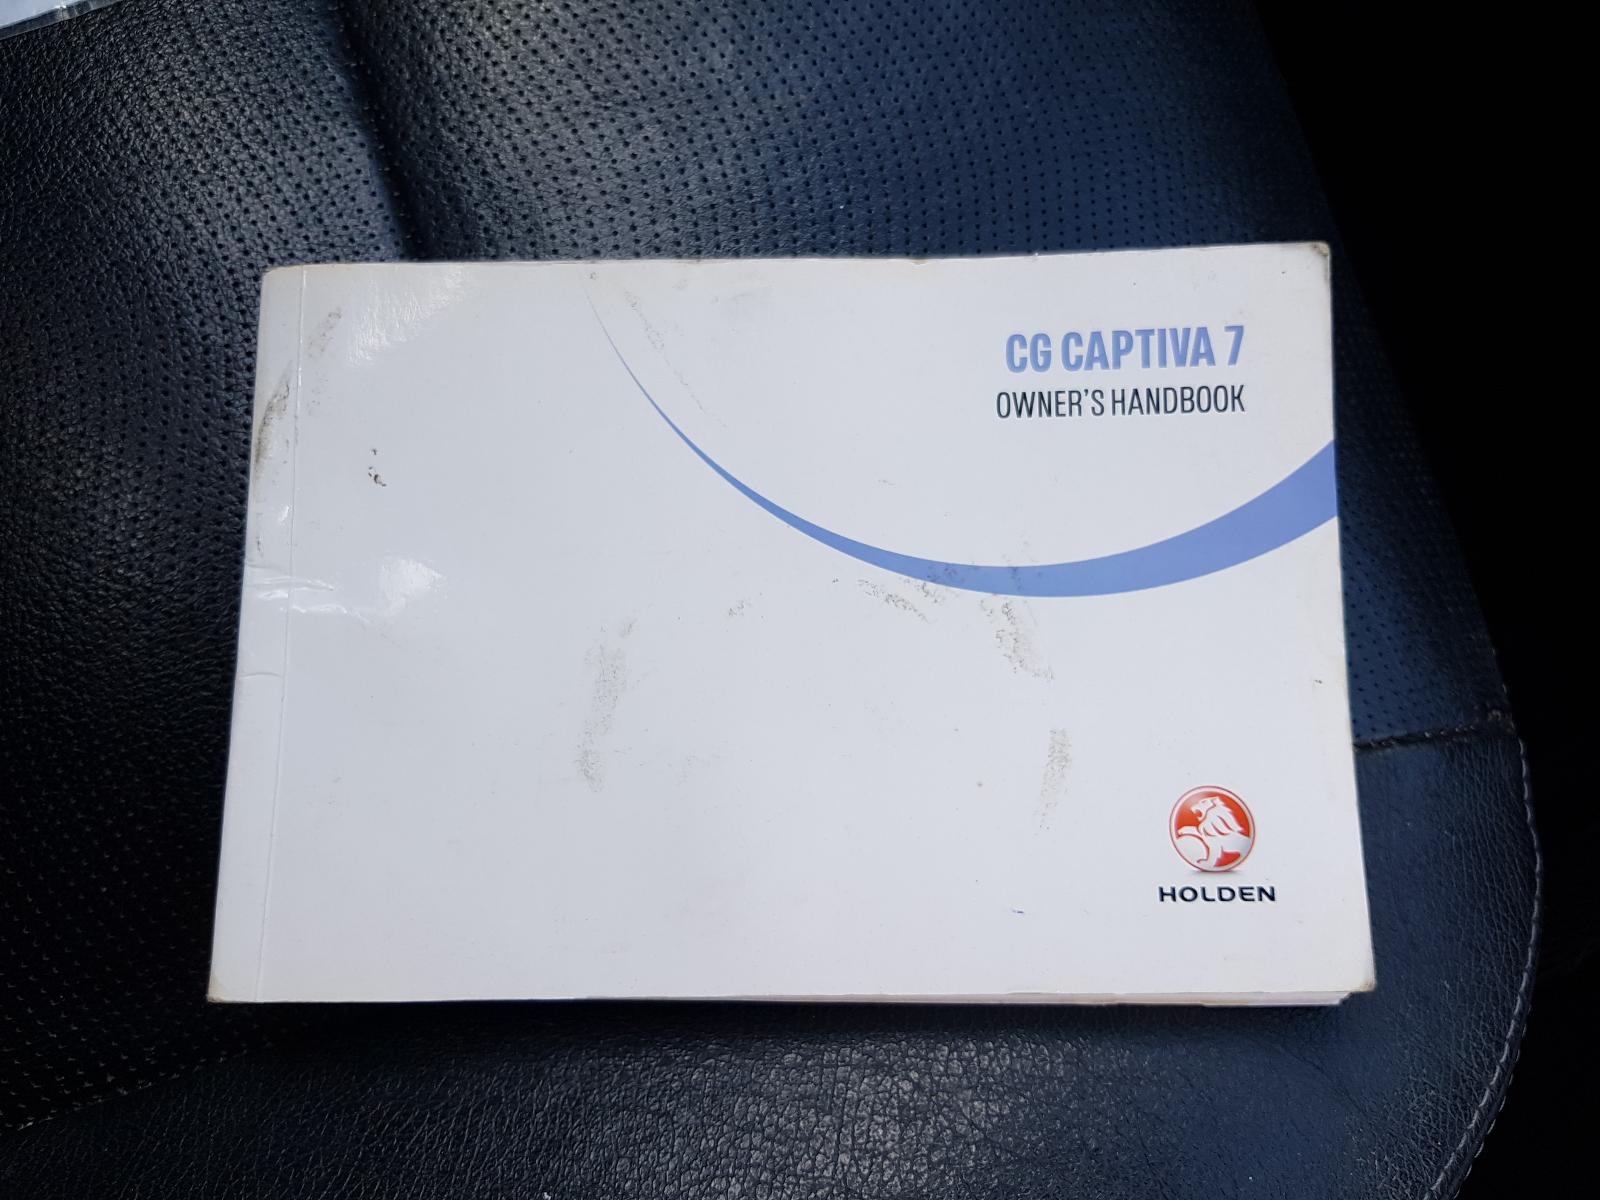 CG CAPTIVA 7
OWNER'S HANDBOOK
HOLDEN